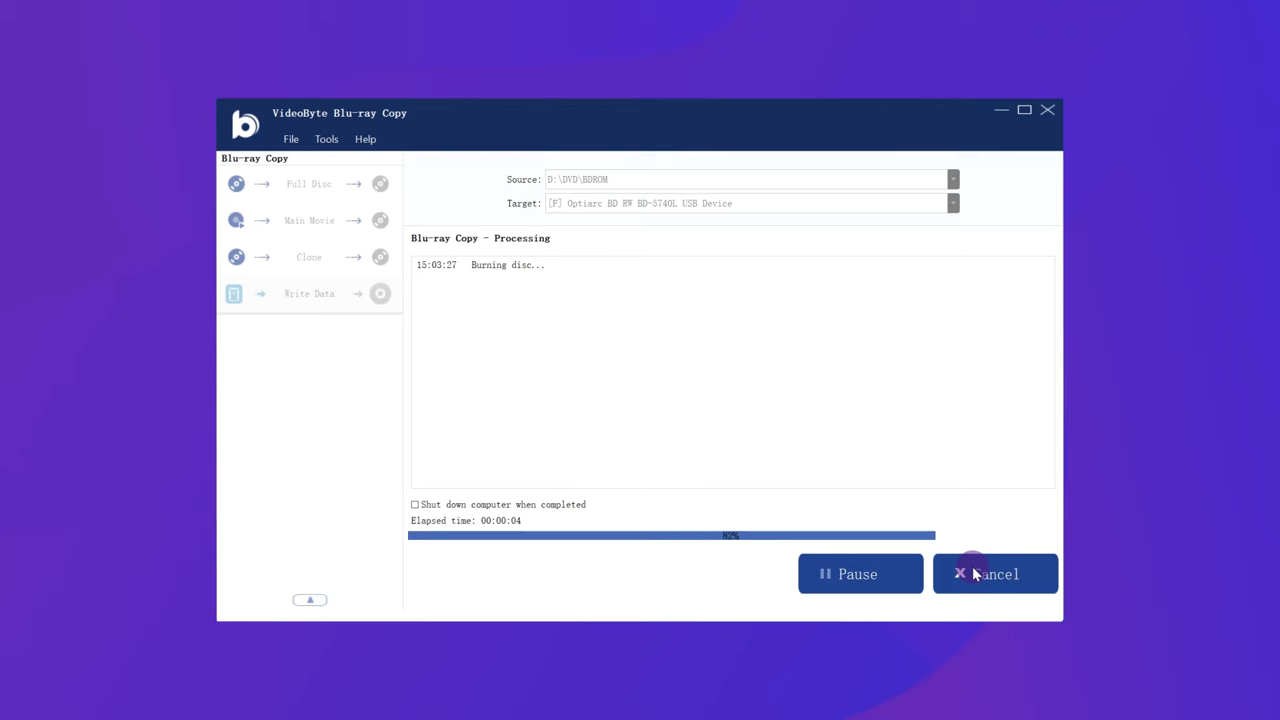 VideoByte Blu-ray Copy
File Tools Help
Blu-ray Copy
Full Disc
Main Movie
Clone
Write Data
Source: D:\DVD\BDROM
Target: [F] Optiarc BD RW BD-5740L USB Device
Blu-ray Copy - Processing
15:03:27 Burning disc...
Shut down computer when completed
Elapsed time: 00:00:04
82%
Pause
Cancel